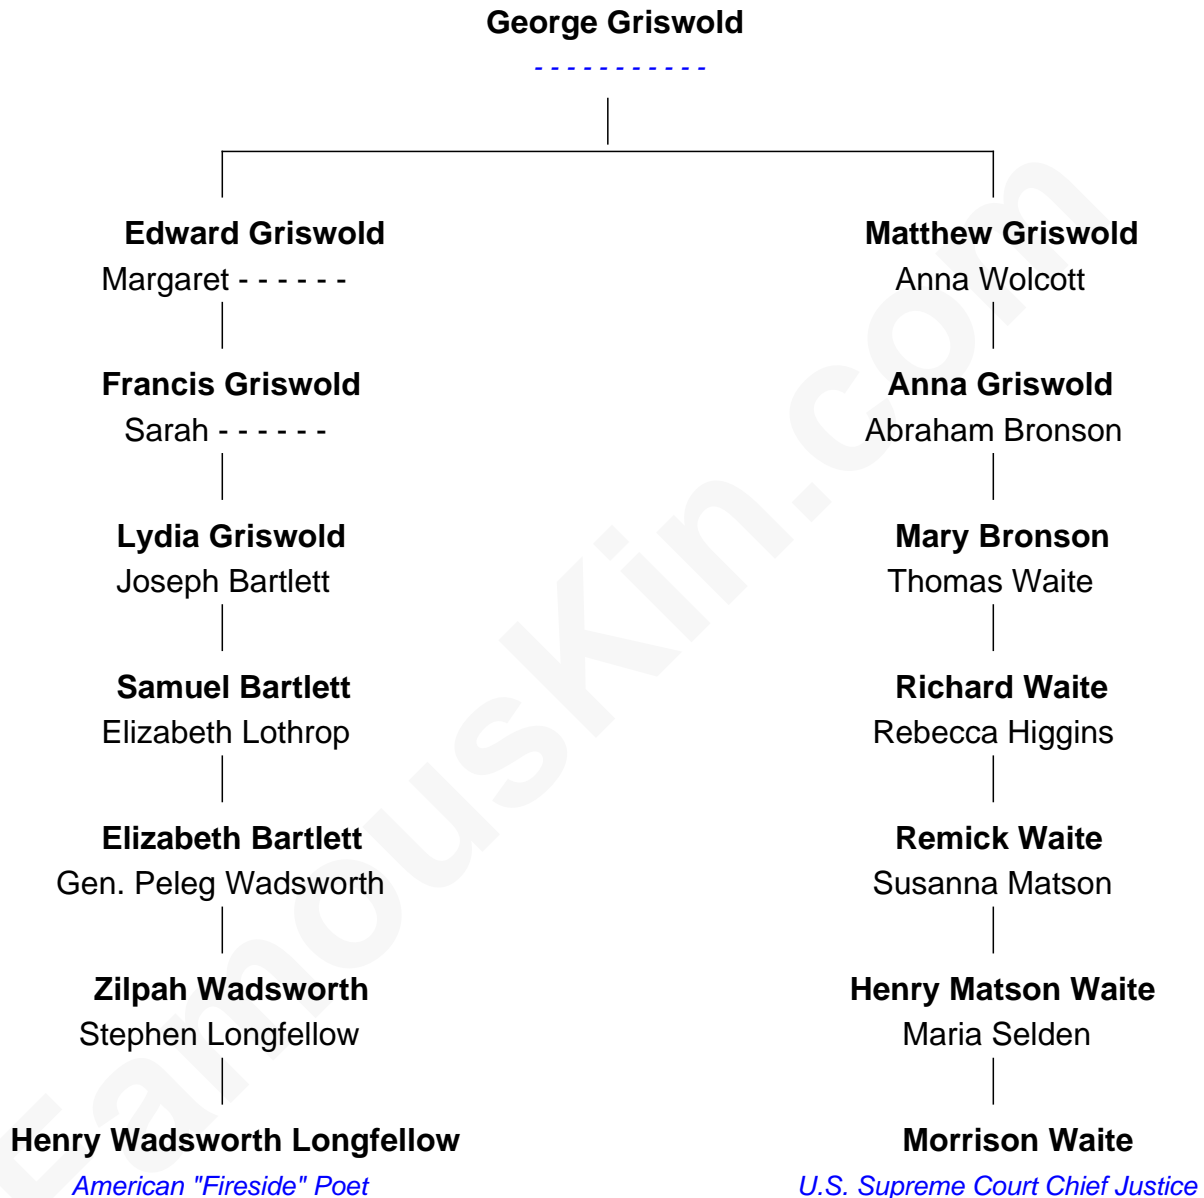 George Griswold
- - - - - - - - - - -
Edward Griswold
Margaret - - - - - -
Matthew Griswold
Anna Wolcott
Francis Griswold
Sarah - - - - - -
Anna Griswold
Abraham Bronson
Lydia Griswold
Joseph Bartlett
Mary Bronson
Thomas Waite
Samuel Bartlett
Elizabeth Lothrop
Richard Waite
Rebecca Higgins
Elizabeth Bartlett
Gen. Peleg Wadsworth
Remick Waite
Susanna Matson
Zilpah Wadsworth
Stephen Longfellow
Henry Matson Waite
Maria Selden
Henry Wadsworth Longfellow
American "Fireside" Poet
Morrison Waite
U.S. Supreme Court Chief Justice
FamousKin.com